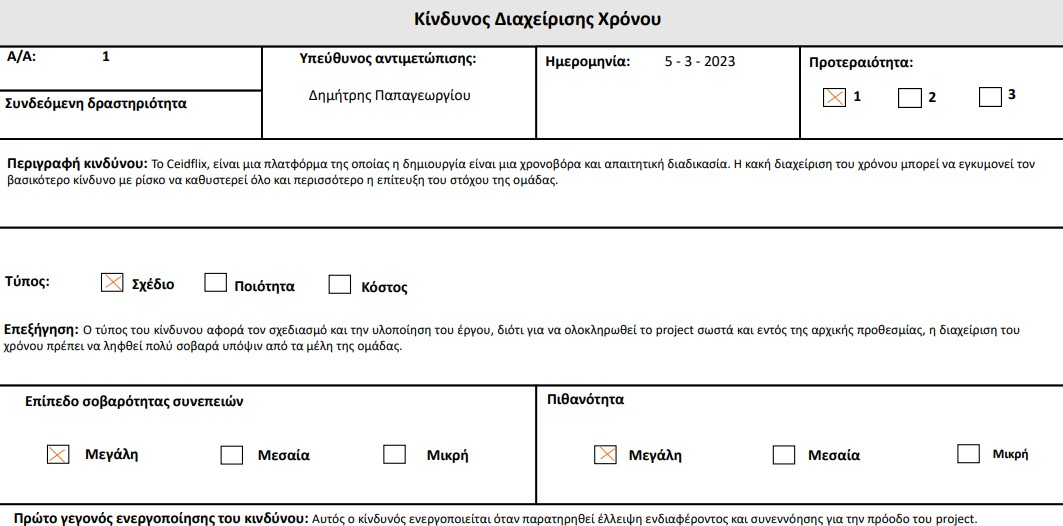 Κίνδυνος Διαχείρισης Χρόνου
Α/Α: 1
Συνδεόμενη δραστηριότητα
Υπεύθυνος αντιμετώπισης:
Δημήτρης Παπαγεωργίου
Ημερομηνία: 5 - 3 - 2023
Προτεραιότητα:
1 2 3
Περιγραφή κινδύνου: Το Ceidflix, είναι μια πλατφόρμα της οποίας η δημιουργία είναι μια χρονοβόρα και απαιτητική διαδικασία. Η κακή διαχείριση του χρόνου μπορεί να εγκυμονεί τον
βασικότερο κίνδυνο με ρίσκο να καθυστερεί όλο και περισσότερο η επίτευξη του στόχου της ομάδας.
Τύπος: Σχέδιο Ποιότητα Κόστος
Επεξήγηση: Ο τύπος του κίνδυνου αφορά τον σχεδιασμό και την υλοποίηση του έργου, διότι για να ολοκληρωθεί το project σωστά και εντός της αρχικής προθεσμίας, η διαχείριση του
χρόνου πρέπει να ληφθεί πολύ σοβαρά υπόψιν από τα μέλη της ομάδας.
Επίπεδο σοβαρότητας συνεπειών
Μεγάλη Μεσαία Μικρή
Πιθανότητα
Μεγάλη Μεσαία Μικρή
Πρώτο γεγονός ενεργοποίησης του κινδύνου: Αυτός ο κίνδυνός ενεργοποιείται όταν παρατηρηθεί έλλειψη ενδιαφέροντος και συνεννόησης για την πρόοδο του project.